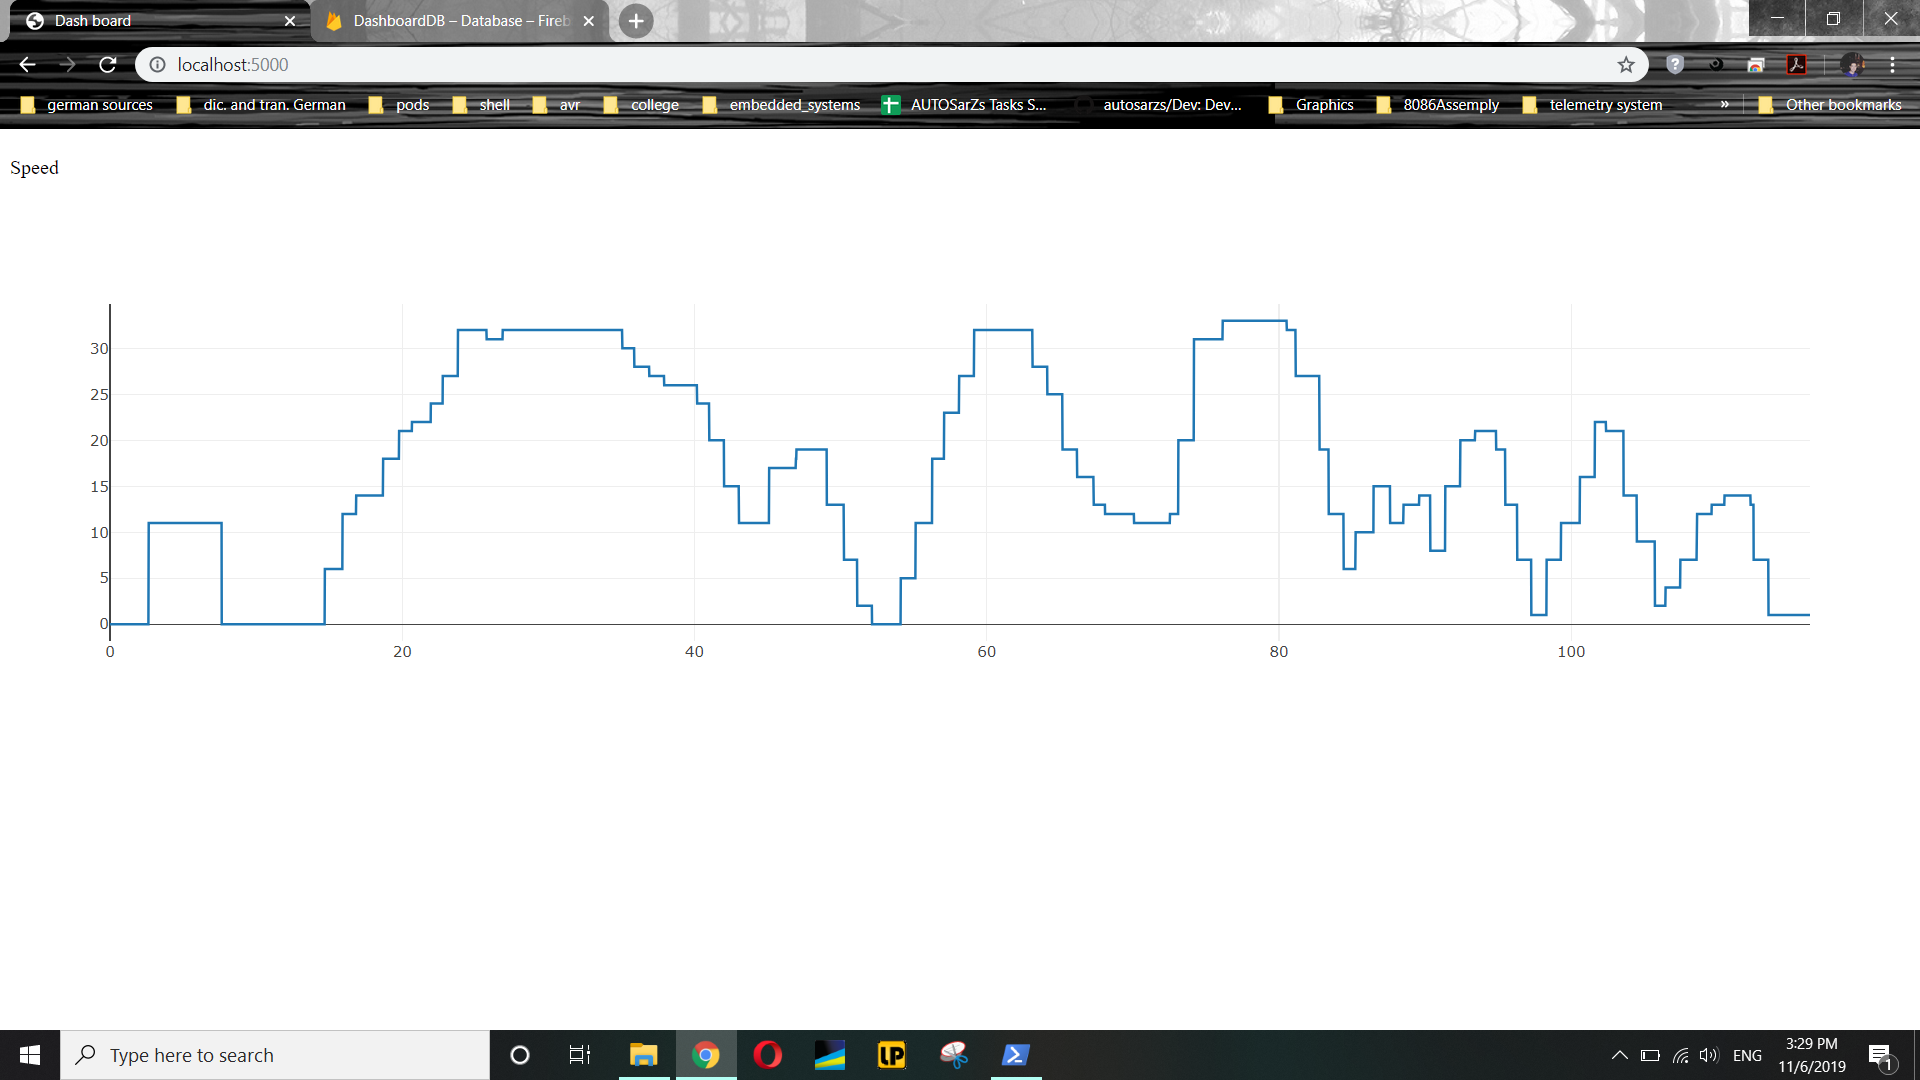 Dash board
DashboardDB – Database – Fireb
localhost:5000
german sources
dic. and tran. German
pods
shell
avr
college
embedded_systems
AUTOSarZs Tasks S...
autosarzs/Dev: Dev...
Graphics
8086Assemply
telemetry system
»
Other bookmarks
Speed
30
25
20
15
10
5
0
0 20 40 60 80 100
Type here to search
LP
ENG
3:29 PM
11/6/2019
1